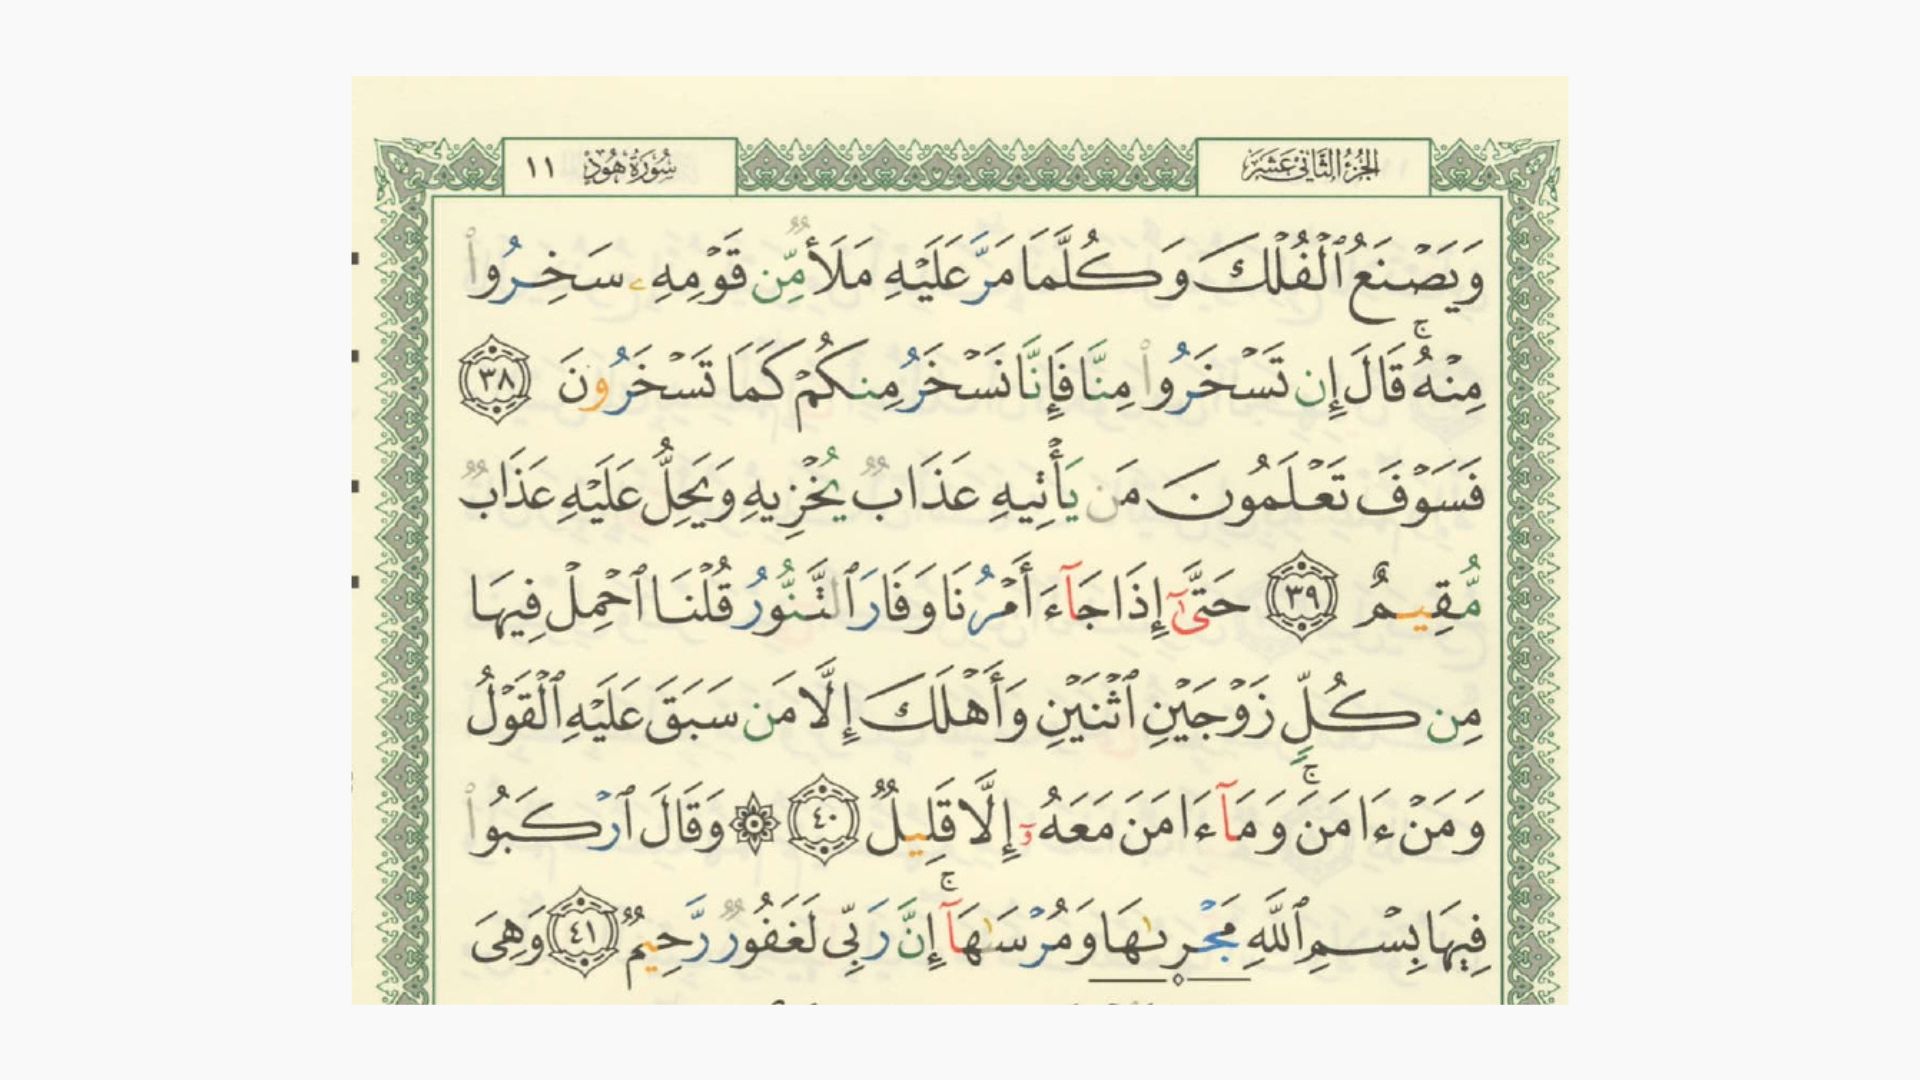 الجزء الثاني عشر
سورة هود ١١
وَيَصْنَعُ ٱلْفُلْكَ وَكُلَّمَا مَرَّ عَلَيْهِ مَلَأٌ مِّن قَوْمِهِۦ سَخِرُوا۟
مِنْهُ ۚ قَالَ إِن تَسْخَرُوا۟ مِنَّا فَإِنَّا نَسْخَرُ مِنكُمْ كَمَا تَسْخَرُونَ ٣٨
فَسَوْفَ تَعْلَمُونَ مَن يَأْتِيهِ عَذَابٌ يُخْزِيهِ وَيَحِلُّ عَلَيْهِ عَذَابٌ
مُّقِيمٌ ٣٩ حَتَّىٰٓ إِذَا جَآءَ أَمْرُنَا وَفَارَ ٱلتَّنُّورُ قُلْنَا ٱحْمِلْ فِيهَا
مِن كُلٍّ زَوْجَيْنِ ٱثْنَيْنِ وَأَهْلَكَ إِلَّا مَن سَبَقَ عَلَيْهِ ٱلْقَوْلُ
وَمَنْ ءَامَنَ ۚ وَمَآ ءَامَنَ مَعَهُۥٓ إِلَّا قَلِيلٌ ٤٠ ۞ وَقَالَ ٱرْكَبُوا۟
فِيهَا بِسْمِ ٱللَّهِ مَجْر۪ىٰهَا وَمُرْسَىٰهَآ ۚ إِنَّ رَبِّى لَغَفُورٌ رَّحِيمٌ ٤١ وَهِىَ